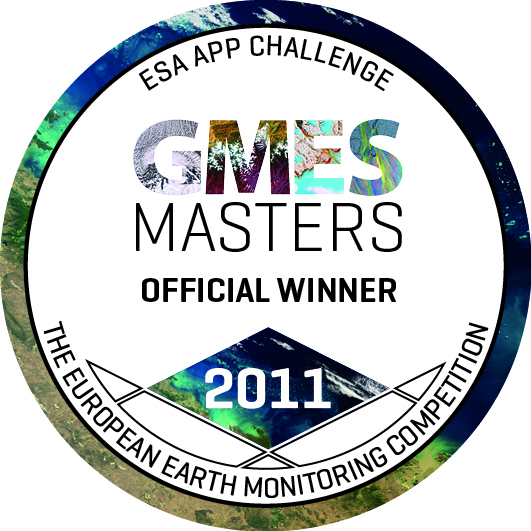 ESA APP CHALLENGE
GMES
MASTERS
OFFICIAL WINNER
2011
THE EUROPEAN EARTH MONITORING COMPETITION